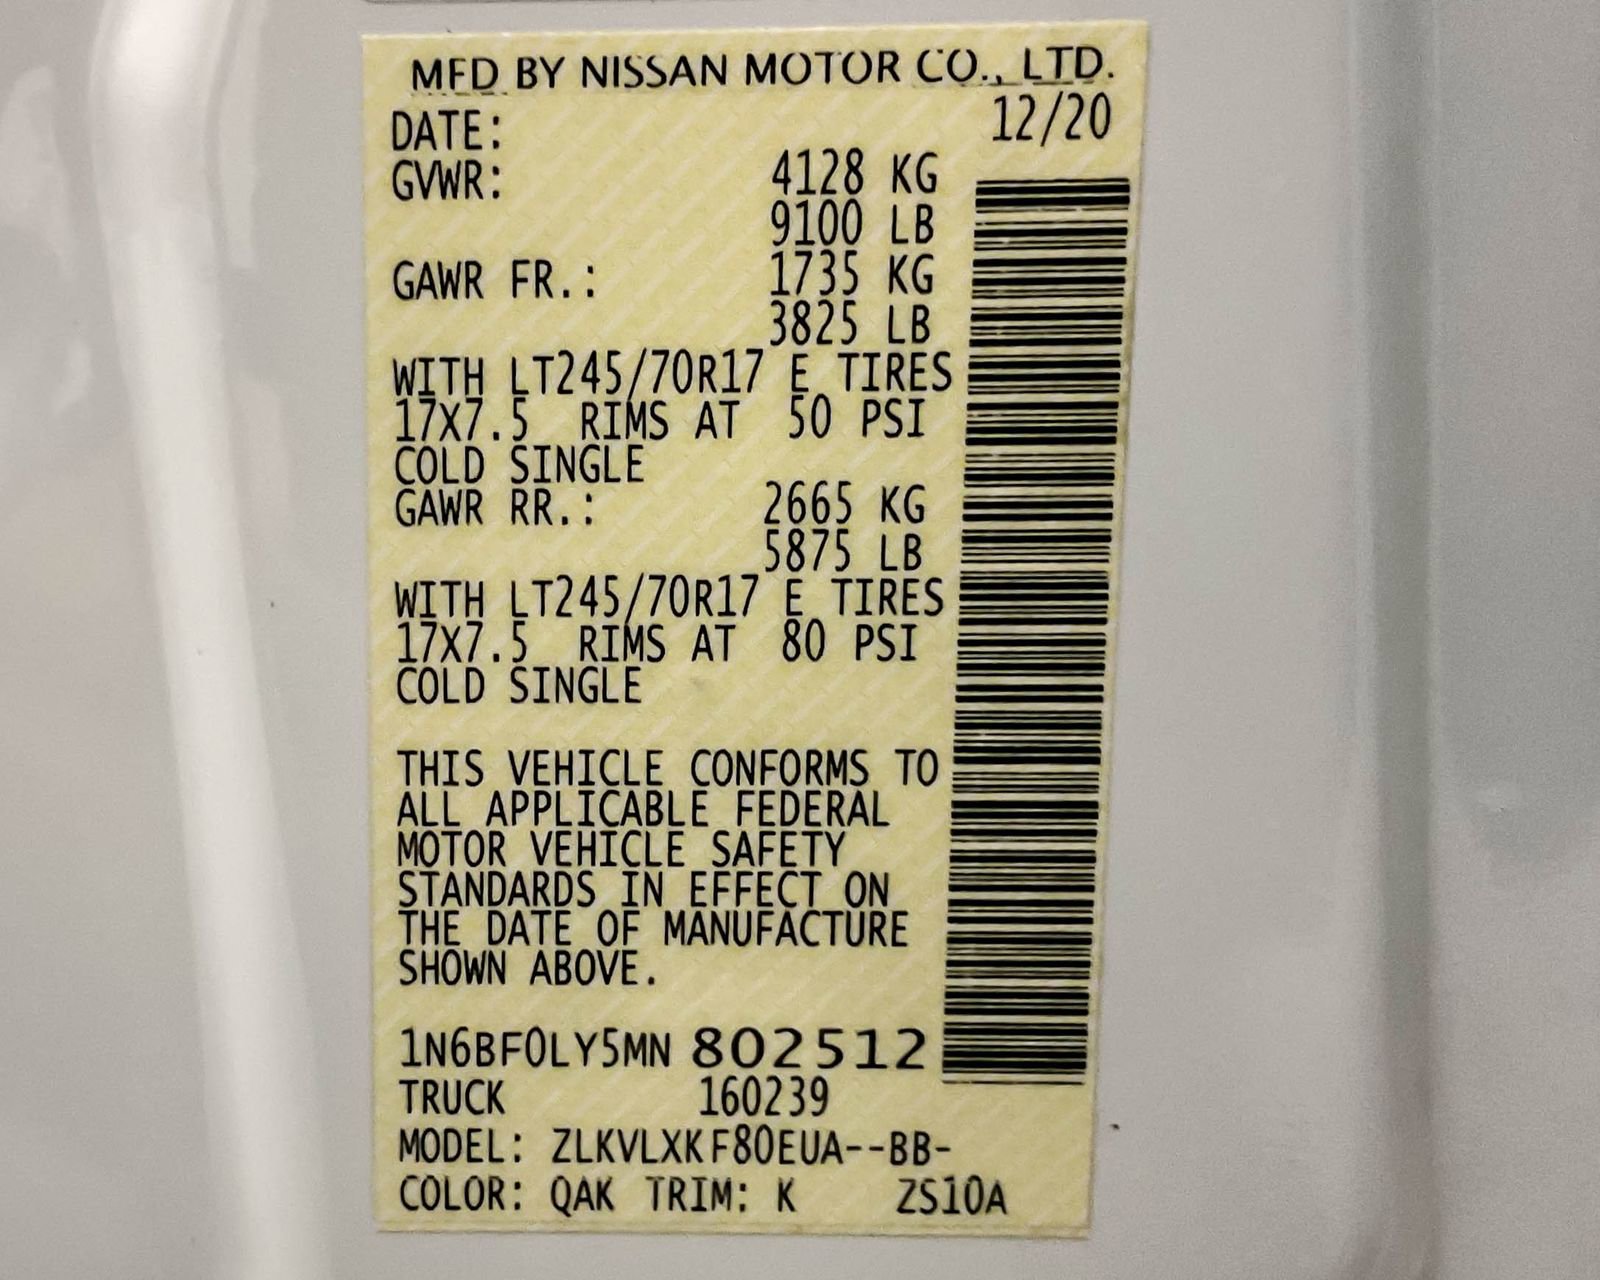 MFD BY NISSAN MOTOR CO., LTD.
DATE: 12/20
GVWR: 4128 KG
9100 LB
GAWR FR.: 1735 KG
3825 LB
WITH LT245/70R17 E TIRES
17X7.5 RIMS AT 50 PSI
COLD SINGLE
GAWR RR.: 2665 KG
5875 LB
WITH LT245/70R17 E TIRES
17X7.5 RIMS AT 80 PSI
COLD SINGLE
THIS VEHICLE CONFORMS TO
ALL APPLICABLE FEDERAL
MOTOR VEHICLE SAFETY
STANDARDS IN EFFECT ON
THE DATE OF MANUFACTURE
SHOWN ABOVE.
1N6BF0LY5MN 802512
TRUCK 160239
MODEL: ZLKVLXKF80EUA--BB-
COLOR: QAK TRIM: K ZS10A